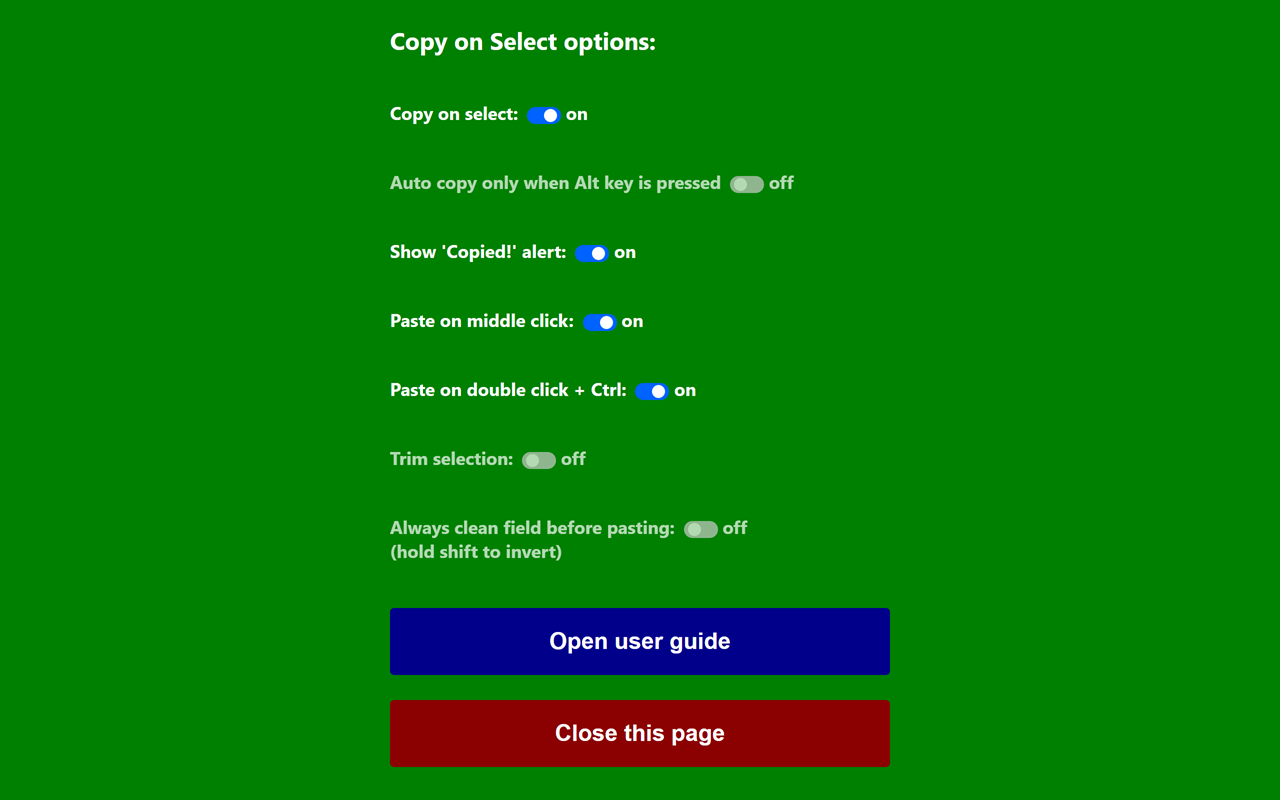 Copy on Select options:
Copy on select: on
Auto copy only when Alt key is pressed off
Show 'Copied!' alert: on
Paste on middle click: on
Paste on double click + Ctrl: on
Trim selection: off
Always clean field before pasting: off
(hold shift to invert)
Open user guide
Close this page